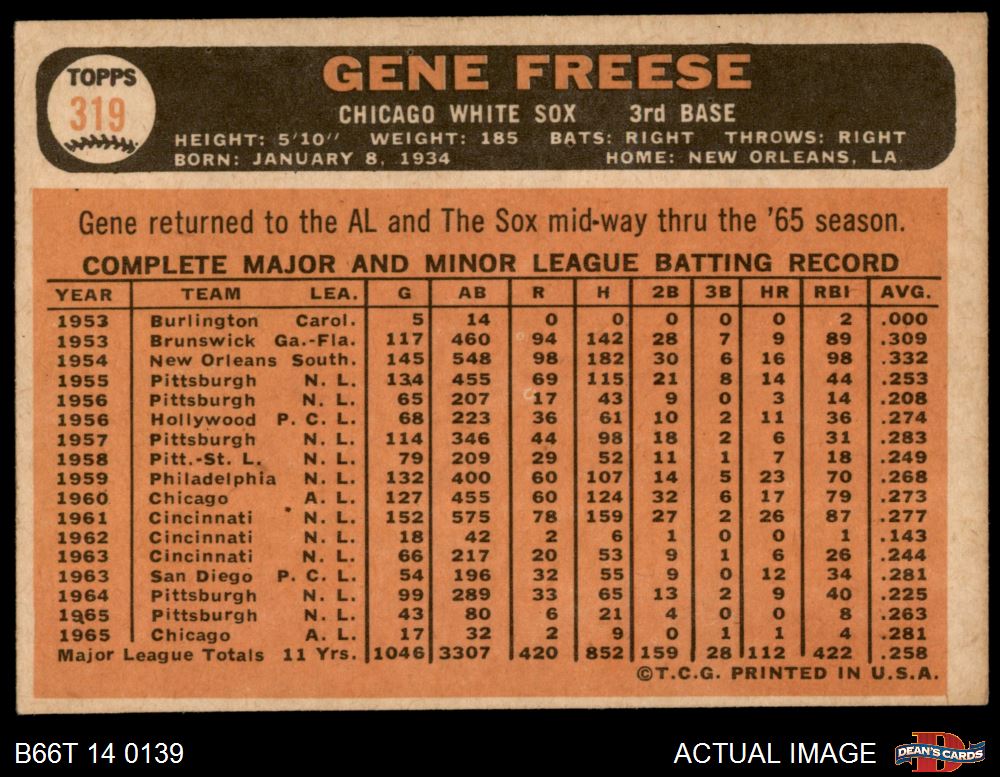 TOPPS
319
GENE FREESE
CHICAGO WHITE SOX 3rd BASE
HEIGHT: 5'10" WEIGHT: 185 BATS: RIGHT THROWS: RIGHT
BORN: JANUARY 8, 1934 HOME: NEW ORLEANS, LA.
Gene returned to the AL and The Sox mid-way thru the '65 season.
COMPLETE MAJOR AND MINOR LEAGUE BATTING RECORD
YEAR TEAM LEA. G AB R H 2B 3B HR RBI AVG.
1953 Burlington Carol. 5 14 0 0 0 0 0 2 .000
1953 Brunswick Ga.-Fla. 117 460 94 142 28 7 9 89 .309
1954 New Orleans South. 145 548 98 182 30 6 16 98 .332
1955 Pittsburgh N. L. 134 455 69 115 21 8 14 44 .253
1956 Pittsburgh N. L. 65 207 17 43 9 0 3 14 .208
1956 Hollywood P. C. L. 68 223 36 61 10 2 11 36 .274
1957 Pittsburgh N. L. 114 346 44 98 18 2 6 31 .283
1958 Pitt.-St. L. N. L. 79 209 29 52 11 1 7 18 .249
1959 Philadelphia N. L. 132 400 60 107 14 5 23 70 .268
1960 Chicago A. L. 127 455 60 124 32 6 17 79 .273
1961 Cincinnati N. L. 152 575 78 159 27 2 26 87 .277
1962 Cincinnati N. L. 18 42 2 6 1 0 0 1 .143
1963 Cincinnati N. L. 66 217 20 53 9 1 6 26 .244
1963 San Diego P. C. L. 54 196 32 55 9 0 12 34 .281
1964 Pittsburgh N. L. 99 289 33 65 13 2 9 40 .225
1965 Pittsburgh N. L. 43 80 6 21 4 0 0 8 .263
1965 Chicago A. L. 17 32 2 9 0 1 1 4 .281
Major League Totals 11 Yrs. 1046 3307 420 852 159 28 112 422 .258
©T.C.G. PRINTED IN U.S.A.
B66T 14 0139
ACTUAL IMAGE
D
DEAN'S CARDS